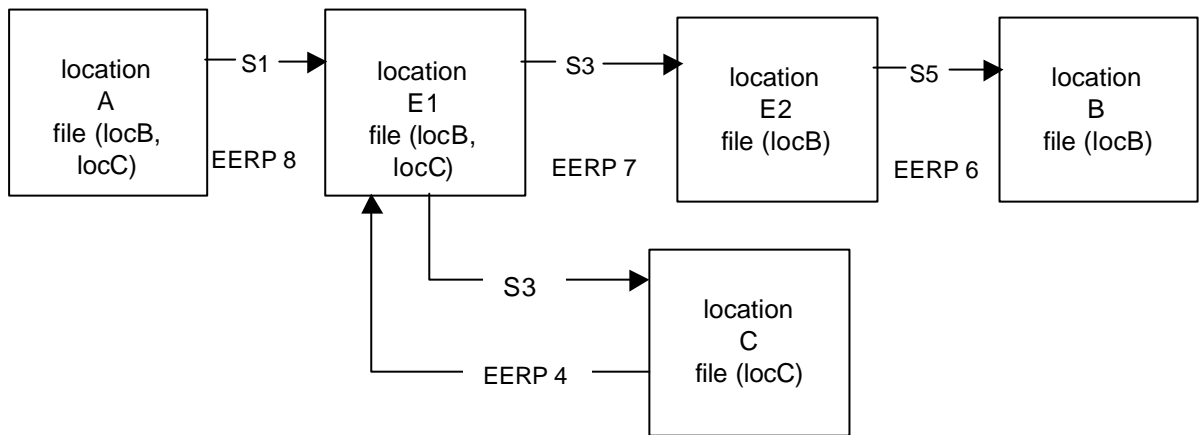 location
A
file (locB,
locC)
S1
EERP 8
location
E1
file (locB,
locC)
S3
EERP 7
location
E2
file (locB)
S5
EERP 6
location
B
file (locB)
S3
EERP 4
location
C
file (locC)